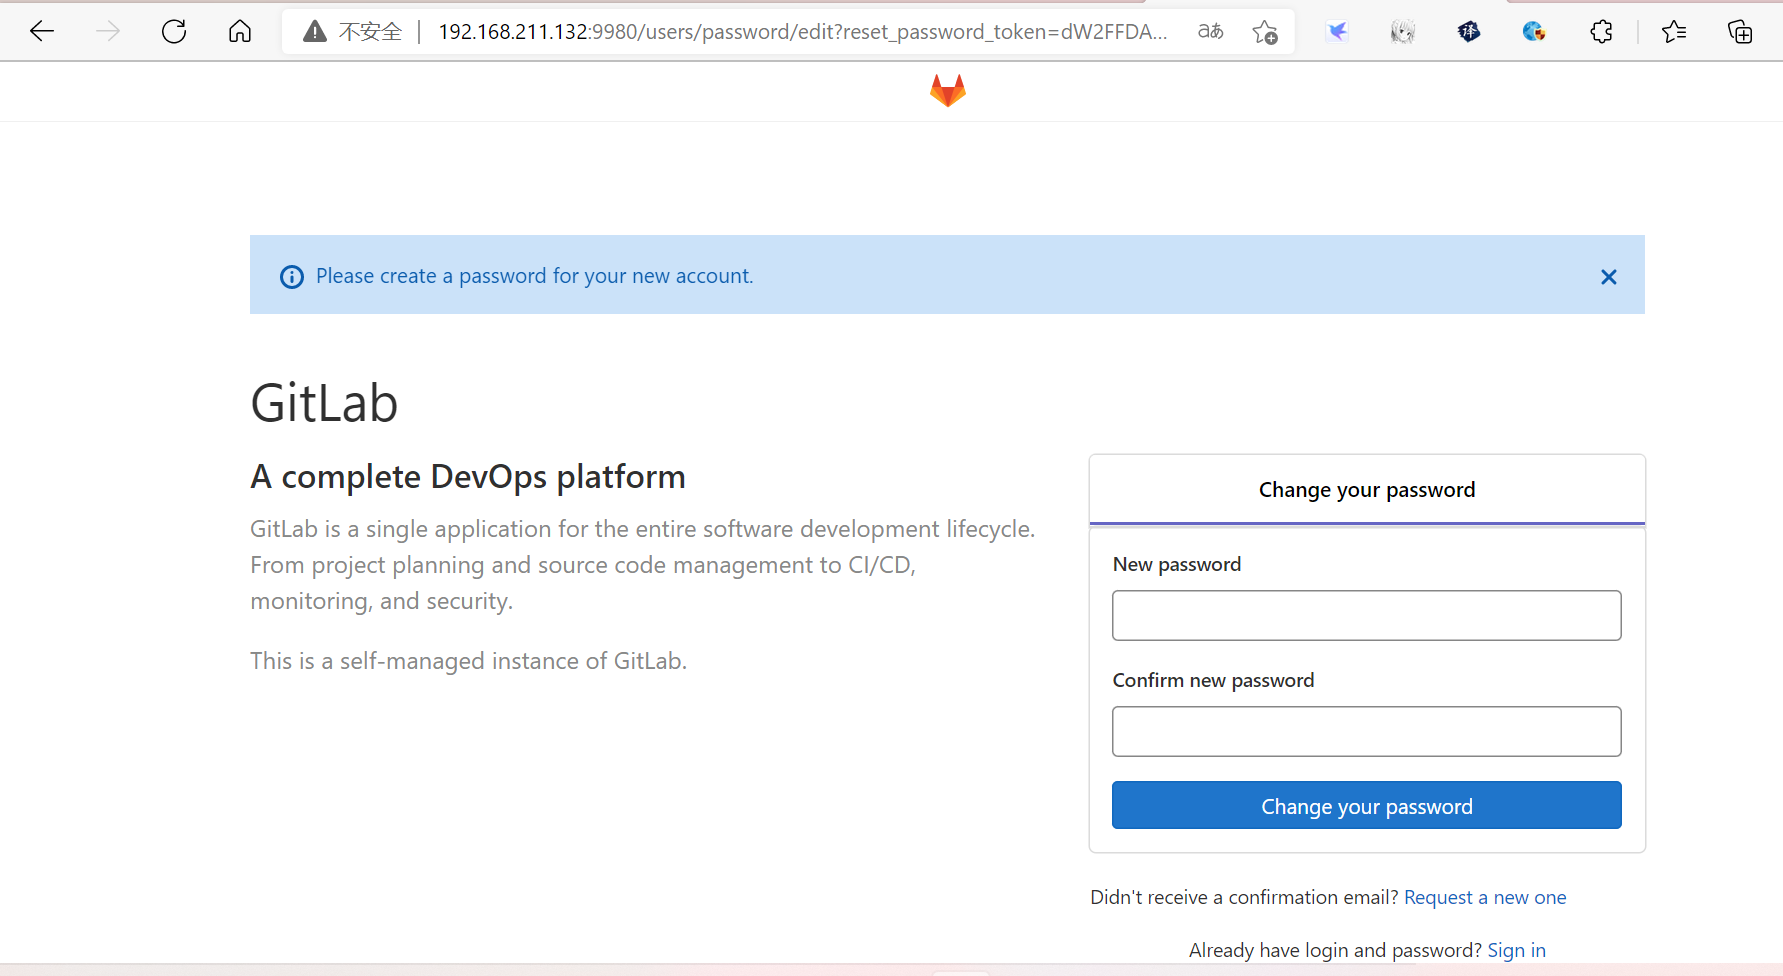 不安全 192.168.211.132:9980/users/password/edit?reset_password_token=dW2FFDA... aあ
Please create a password for your new account.
GitLab
A complete DevOps platform
GitLab is a single application for the entire software development lifecycle.
From project planning and source code management to CI/CD,
monitoring, and security.
This is a self-managed instance of GitLab.
Change your password
New password
Confirm new password
Change your password
Didn't receive a confirmation email? Request a new one
Already have login and password? Sign in